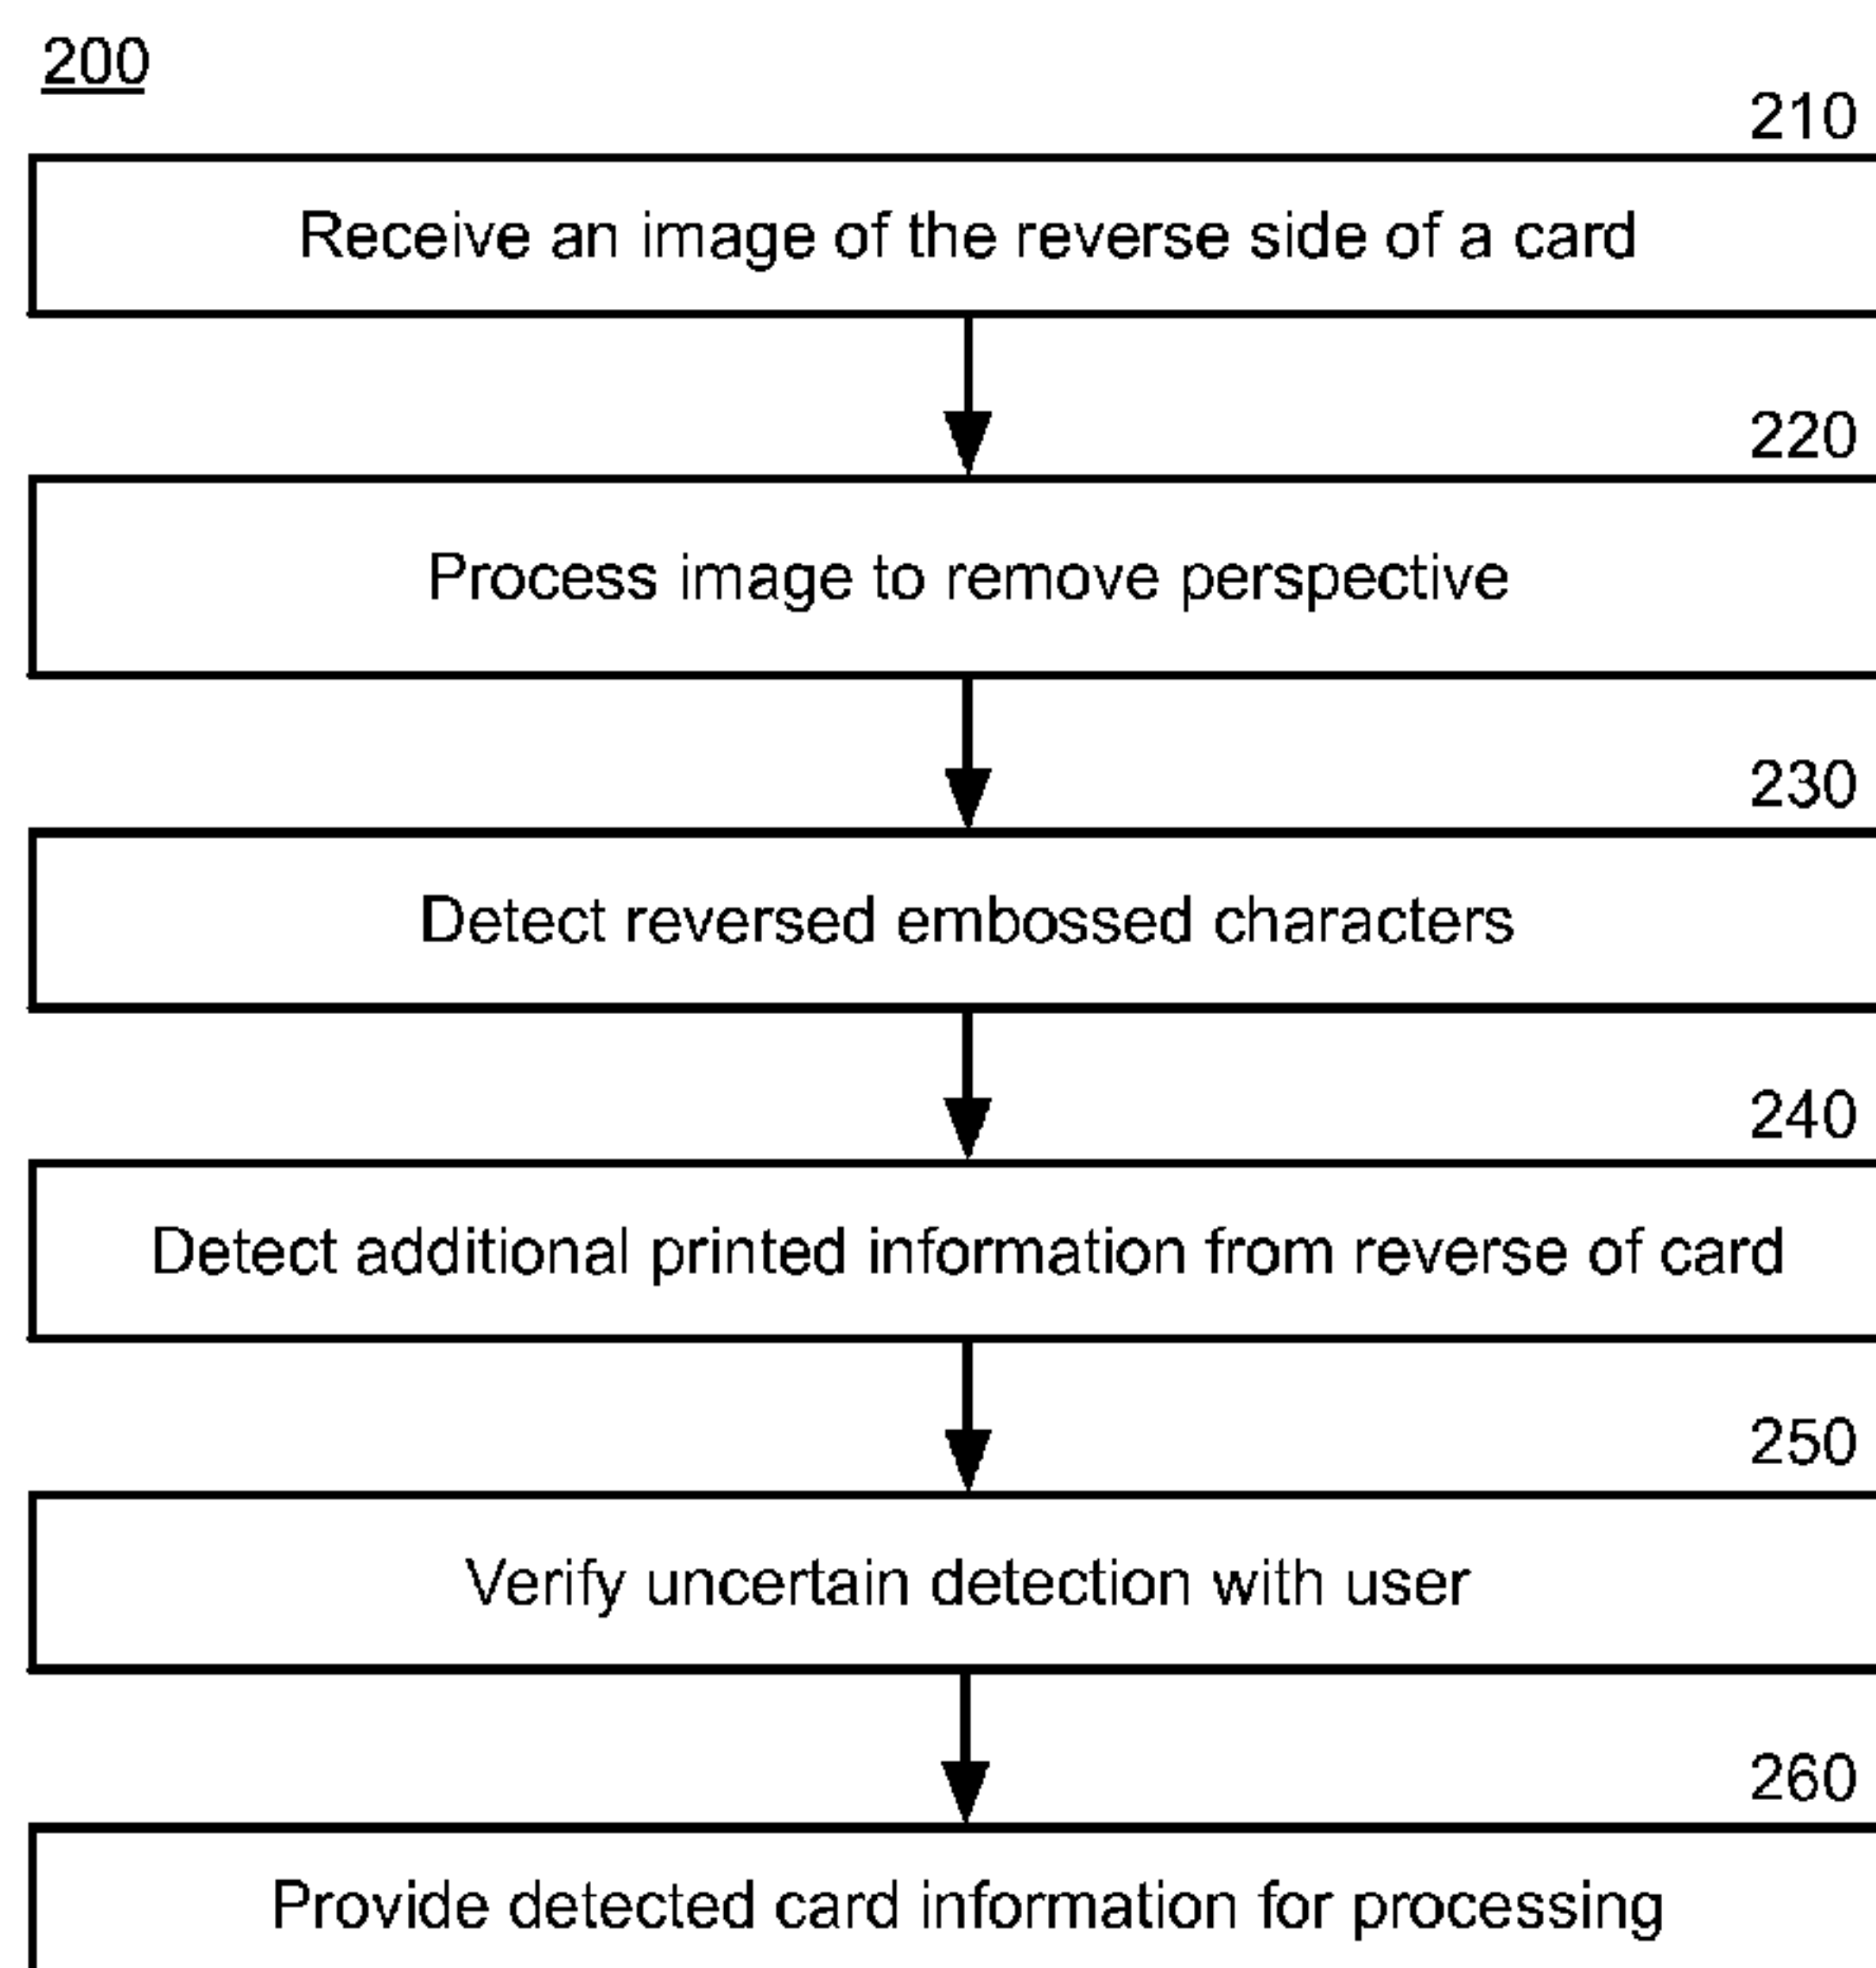 200
210
Receive an image of the reverse side of a card
220
Process image to remove perspective
230
Detect reversed embossed characters
240
Detect additional printed information from reverse of card
250
Verify uncertain detection with user
260
Provide detected card information for processing